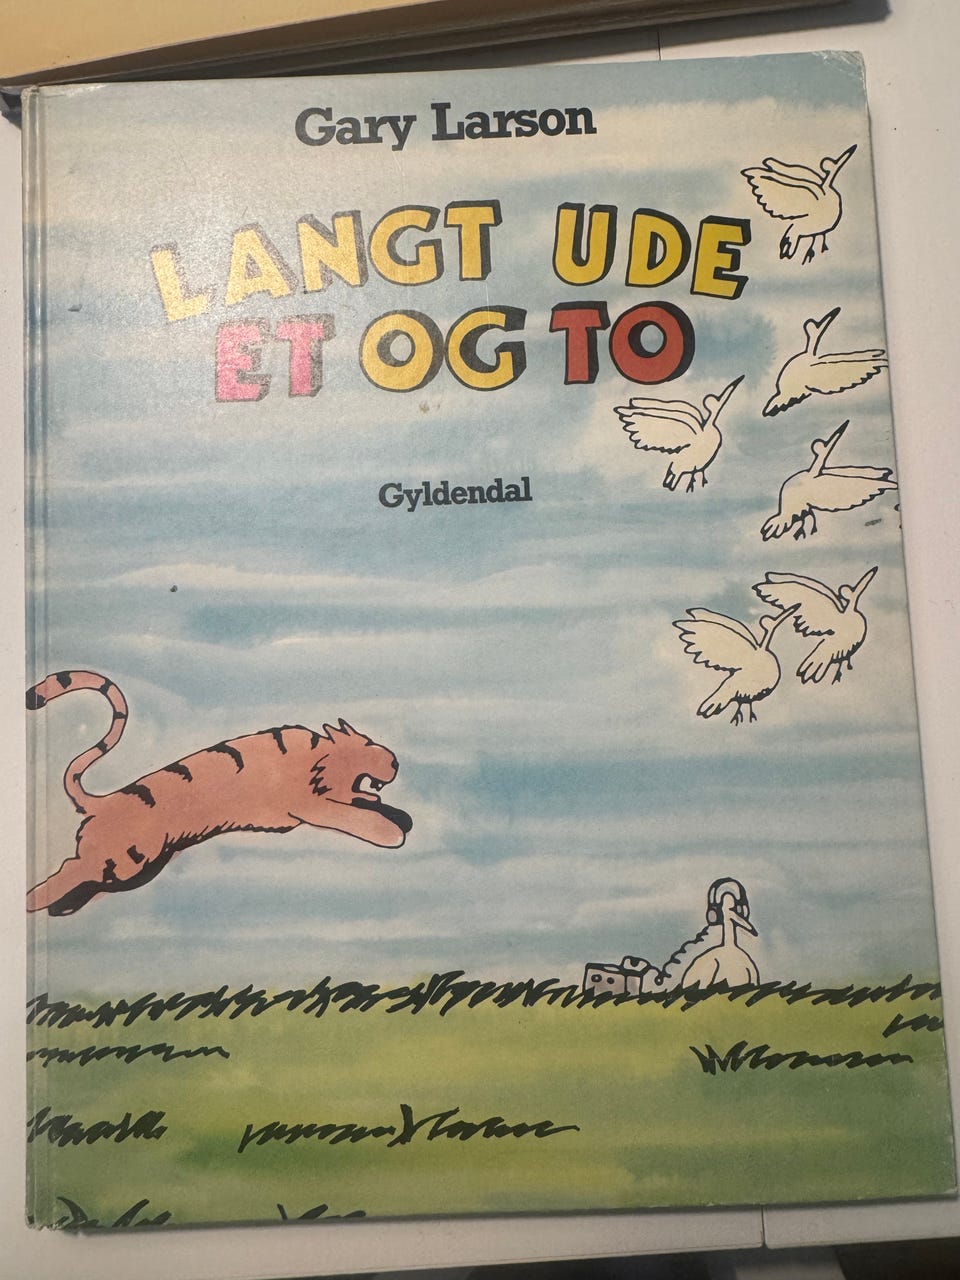 Gary Larson
LANGT UDE
ET OG TO
Gyldendal